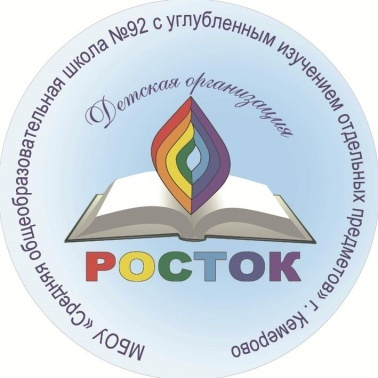 МБОУ «Средняя общеобразовательная школа №92 с углубленным изучением отдельных предметов» г. Кемерово
Детская организация
РОСТОК